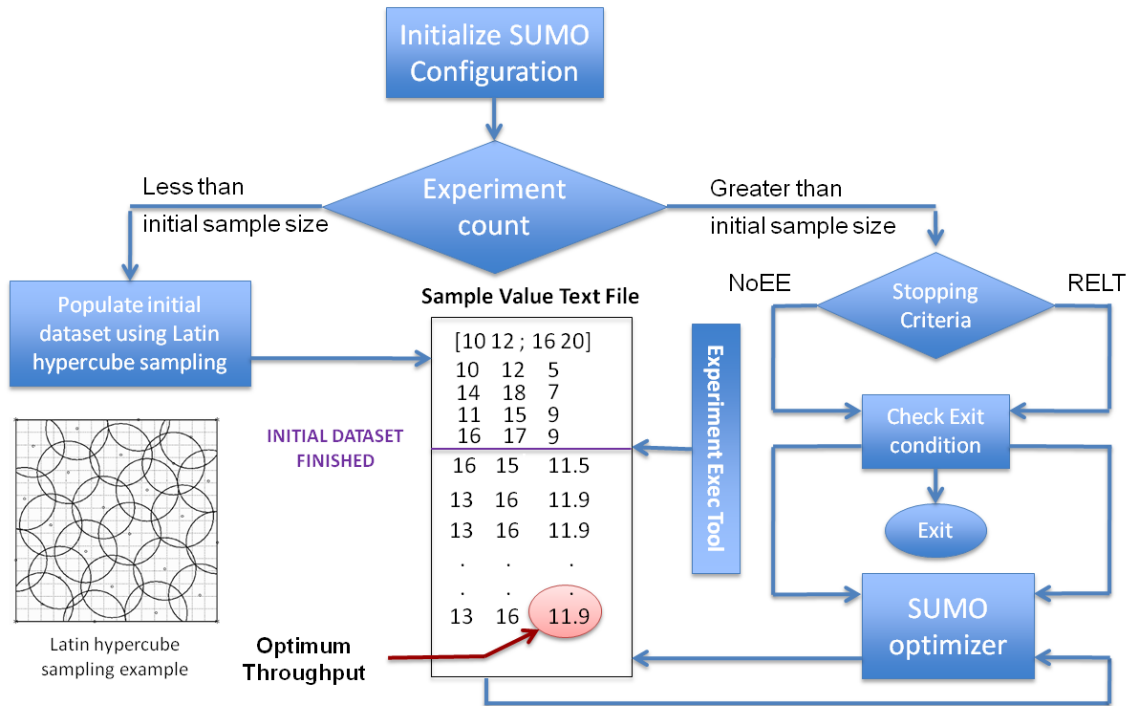 Initialize SUMO
Configuration
Experiment
count
Less than
initial sample size
Greater than
initial sample size
Populate initial
dataset using Latin
hypercube sampling
Sample Value Text File
[10 12 ; 16 20]
10 12 5
14 18 7
11 15 9
16 17 9
INITIAL DATASET
FINISHED
16 15 11.5
13 16 11.9
13 16 11.9
. . .
. . .
13 16 11.9
Optimum
Throughput
Latin hypercube
sampling example
Experiment Exec Tool
NoEE
RELT
Stopping
Criteria
Check Exit
condition
Exit
SUMO
optimizer